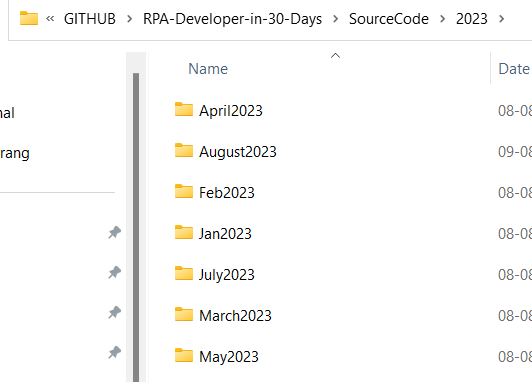 « GITHUB > RPA-Developer-in-30-Days > SourceCode > 2023 >
Name Date
April2023 08-08
nal
August2023 09-08
rang
Feb2023 08-08
Jan2023 08-08
July2023 08-08
March2023 08-08
May2023 08-08